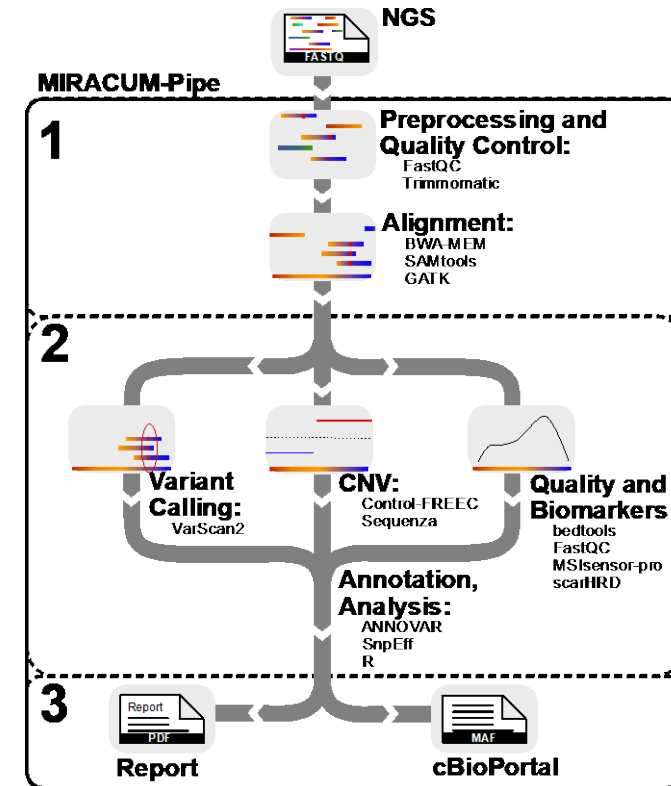 NGS
FASTQ
MIRACUM-Pipe
1
Preprocessing and
Quality Control:
FastQC
Trimmomatic
Alignment:
BWA-MEM
SAMtools
GATK
2
Variant
Calling:
VarScan2
CNV:
Control-FREEC
Sequenza
Quality and
Biomarkers
bedtools
FastQC
MSIsensor-pro
scarHRD
Annotation,
Analysis:
ANNOVAR
SnpEff
R
3
Report
PDF
Report
MAF
cBioPortal